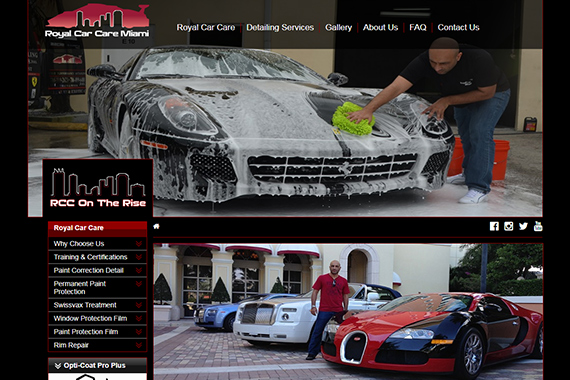 Royal Car Care Miami
Royal Car Care
Detailing Services
Gallery
About Us
FAQ
Contact Us
RCC On The Rise
Royal Car Care
Why Choose Us
Training & Certifications
Paint Correction Detail
Permanent Paint
Protection
Swissvax Treatment
Window Protection Film
Paint Protection Film
Rim Repair
Opti-Coat Pro Plus